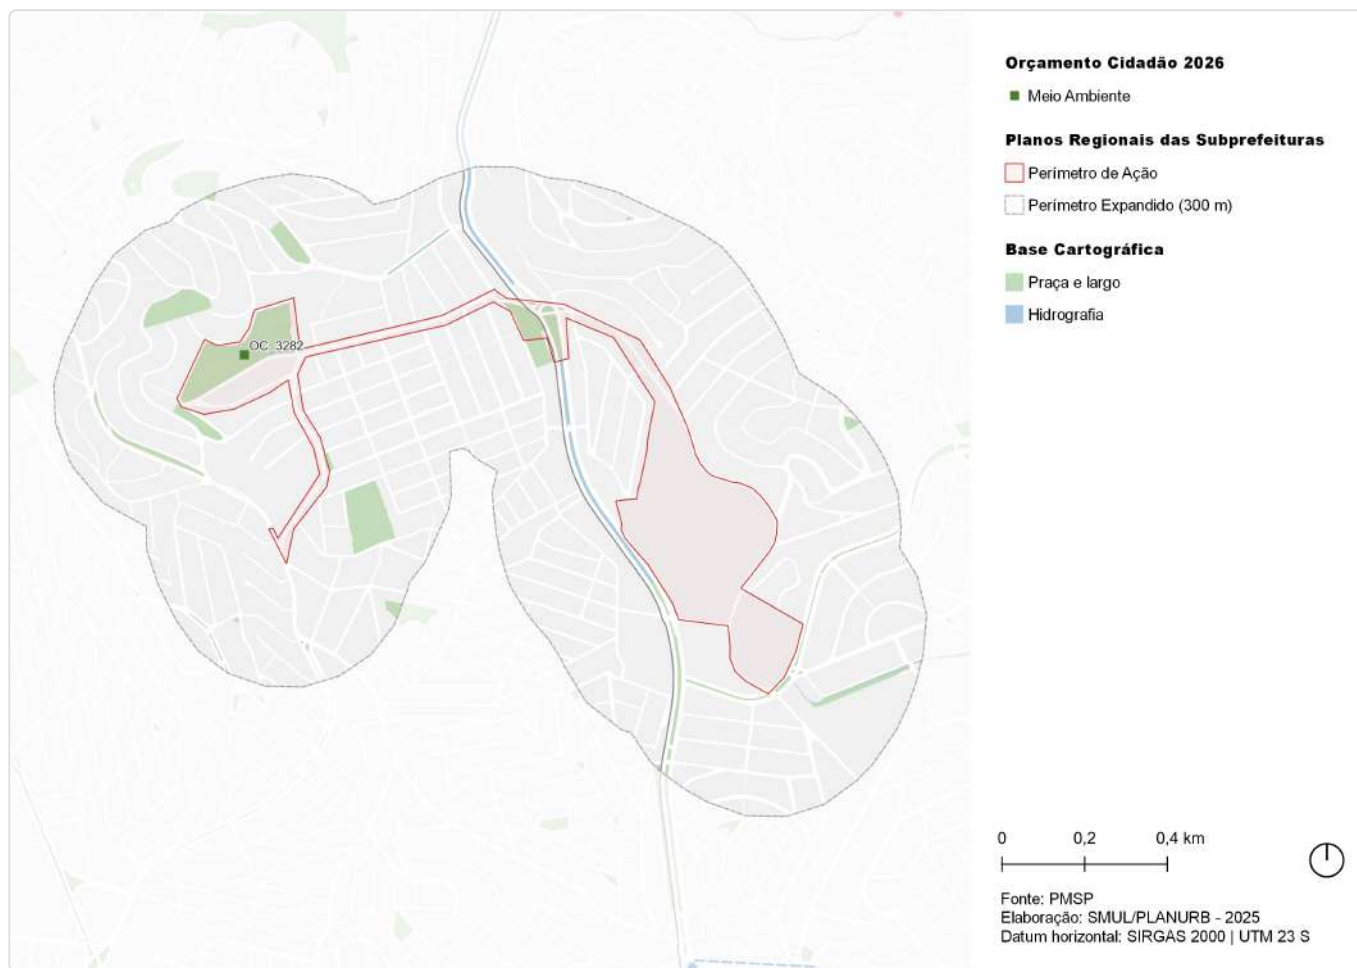 Orçamento Cidadão 2026
Meio Ambiente
Planos Regionais das Subprefeituras
Perímetro de Ação
Perímetro Expandido (300 m)
Base Cartográfica
Praça e largo
Hidrografia
OC 3282
0 0,2 0,4 km
Fonte: PMSP
Elaboração: SMUL/PLANURB - 2025
Datum horizontal: SIRGAS 2000 | UTM 23 S